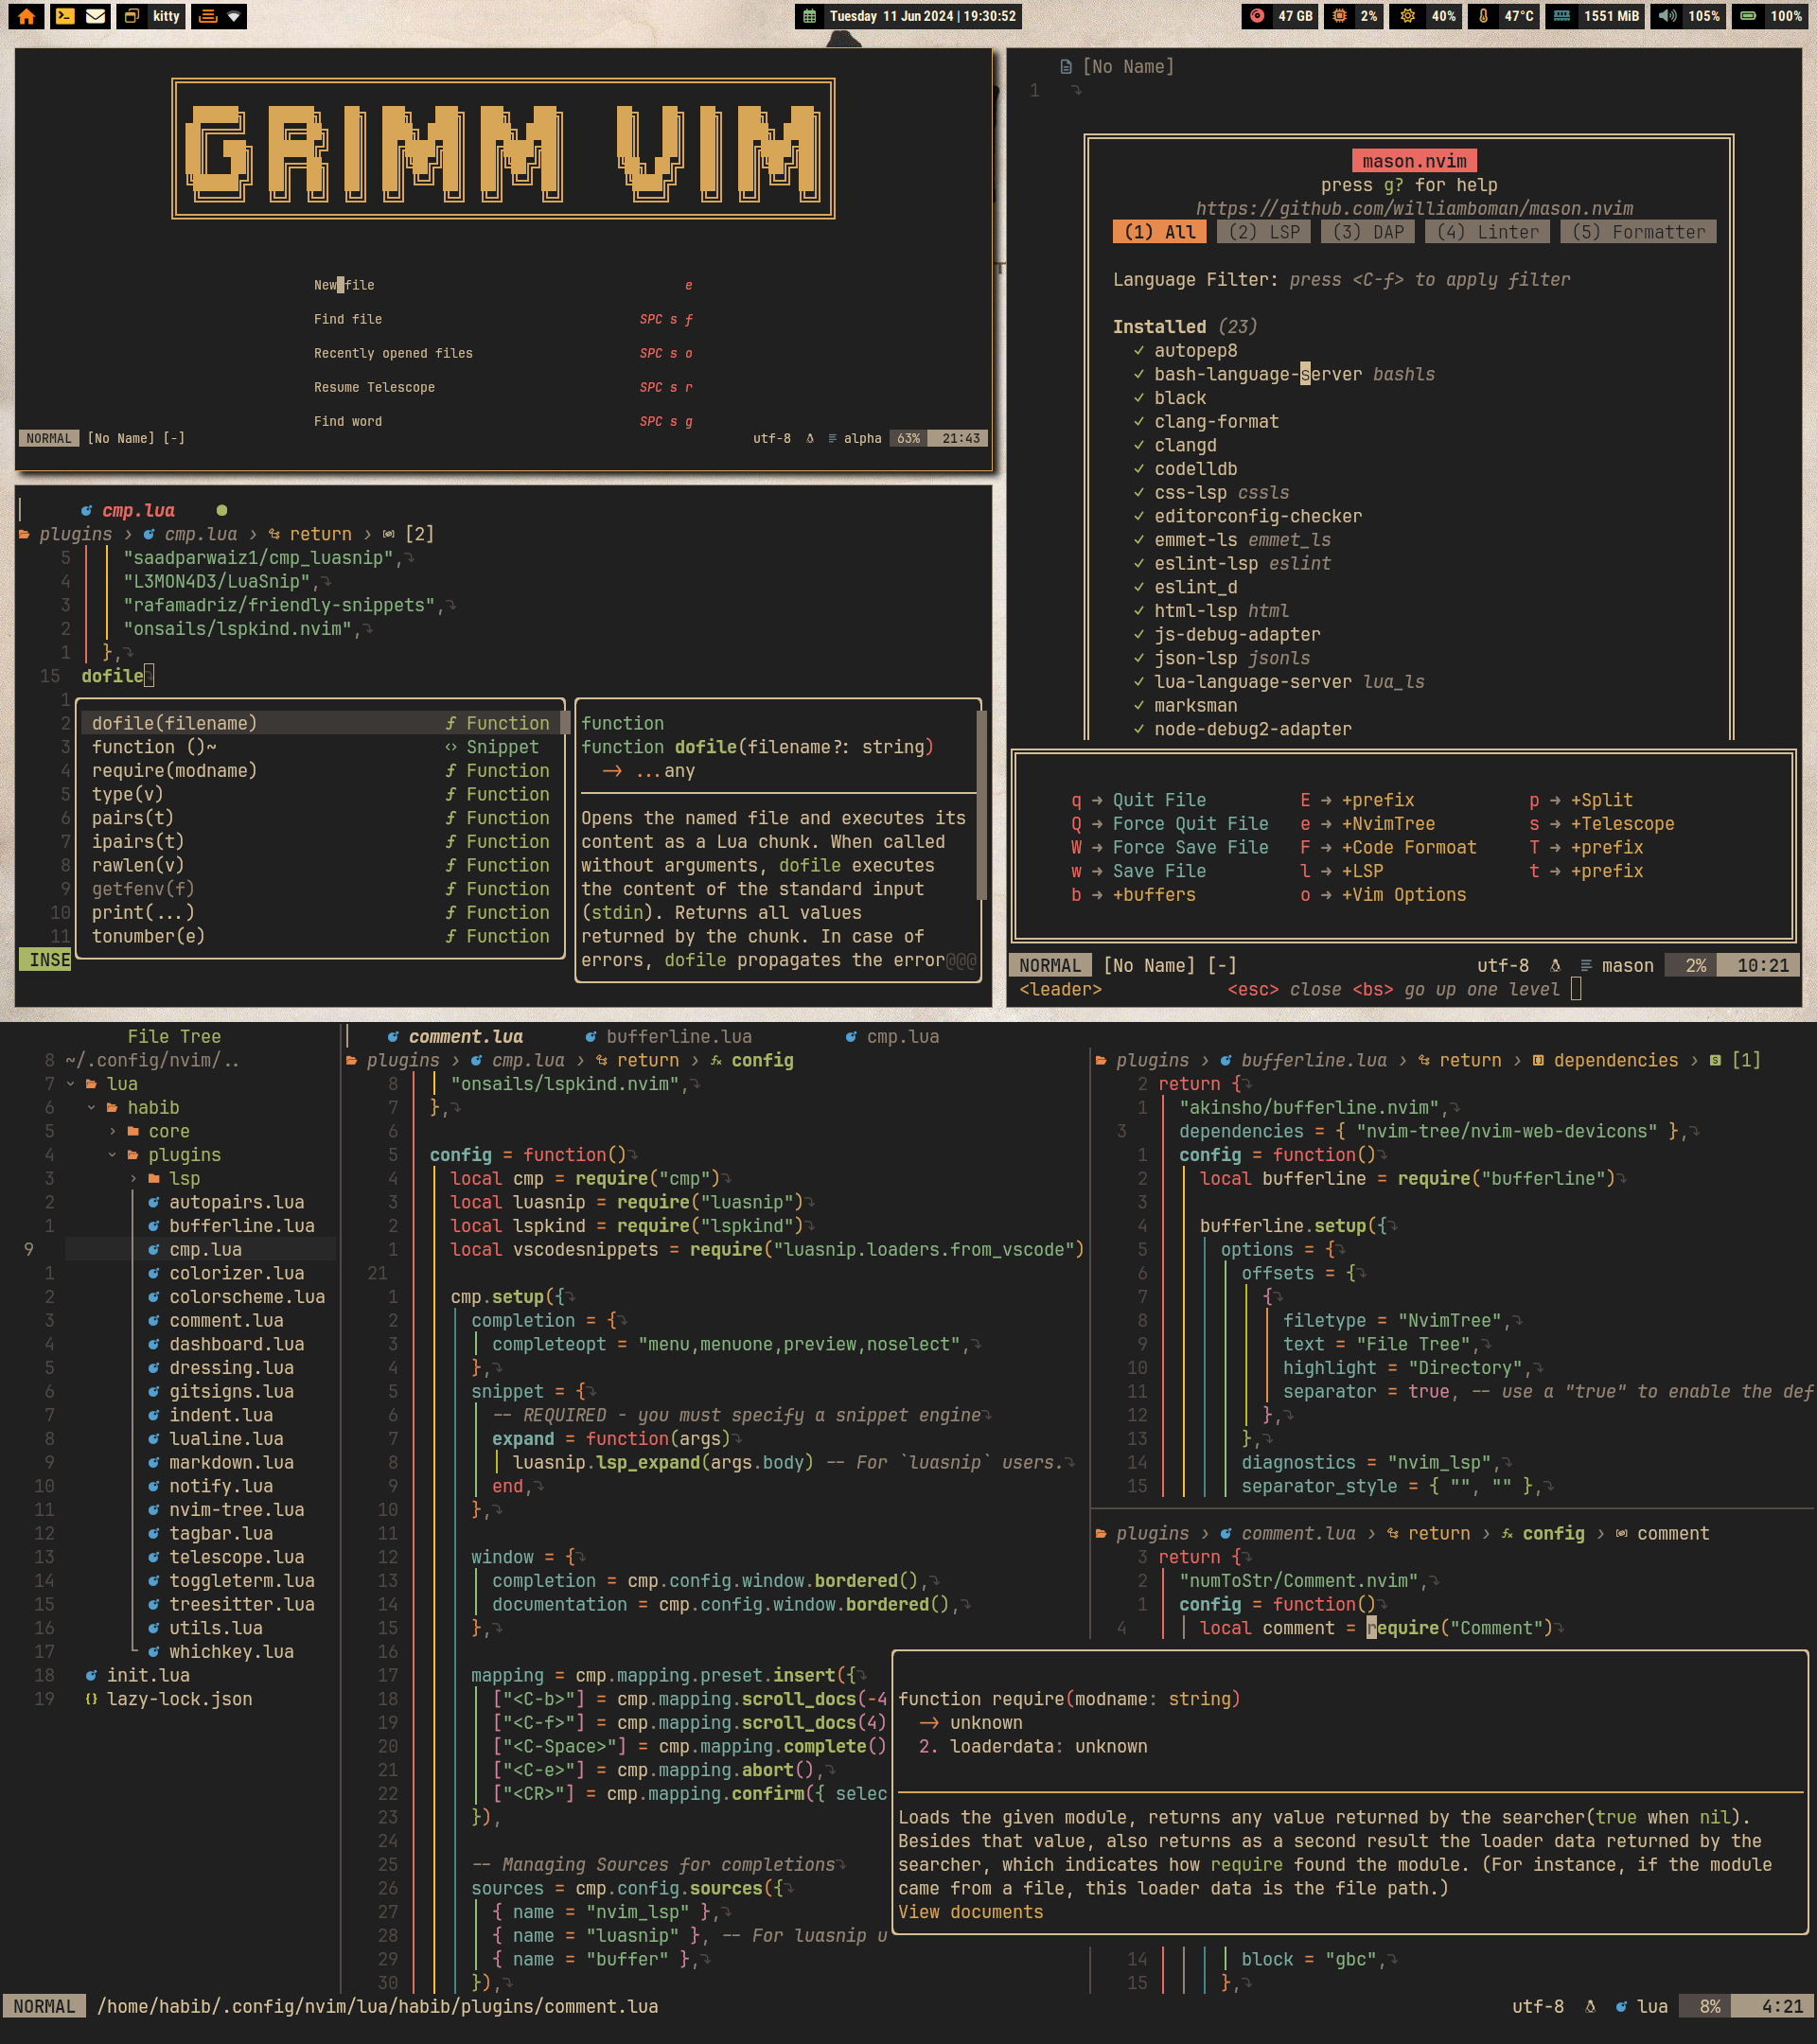 kitty
Tuesday 11 Jun 2024 | 19:30:52
47 GB 2% 40% 47°C 1551 MiB 105% 100%
GRIMM VIM
New file e
Find file SPC s f
Recently opened files SPC s o
Resume Telescope SPC s r
Find word SPC s g
NORMAL [No Name] [-] utf-8 alpha 63% 21:43
[No Name]
1
mason.nvim
press g? for help
https://github.com/williamboman/mason.nvim
(1) All (2) LSP (3) DAP (4) Linter (5) Formatter
Language Filter: press <C-f> to apply filter
Installed (23)
✓ autopep8
✓ bash-language-server bashls
✓ black
✓ clang-format
✓ clangd
✓ codelldb
✓ css-lsp cssls
✓ editorconfig-checker
✓ emmet-ls emmet_ls
✓ eslint-lsp eslint
✓ eslint_d
✓ html-lsp html
✓ js-debug-adapter
✓ json-lsp jsonls
✓ lua-language-server lua_ls
✓ marksman
✓ node-debug2-adapter
q → Quit File E → +prefix p → +Split
Q → Force Quit File e → +NvimTree s → +Telescope
W → Force Save File F → +Code Formoat T → +prefix
w → Save File l → +LSP t → +prefix
b → +buffers o → +Vim Options
NORMAL [No Name] [-] utf-8 mason 2% 10:21
<leader> <esc> close <bs> go up one level
cmp.lua
plugins › cmp.lua › return › [2]
5 "saadparwaiz1/cmp_luasnip",
4 "L3MON4D3/LuaSnip",
3 "rafamadriz/friendly-snippets",
2 "onsails/lspkind.nvim",
1 },
15 dofile
1
2 dofile(filename) Function
3 function ()~ Snippet
4 require(modname) Function
5 type(v) Function
6 pairs(t) Function
7 ipairs(t) Function
8 rawlen(v) Function
9 getfenv(f) Function
10 print(...) Function
11 tonumber(e) Function
INSE
function
function dofile(filename?: string)
-> ...any
Opens the named file and executes its
content as a Lua chunk. When called
without arguments, dofile executes
the content of the standard input
(stdin). Returns all values
returned by the chunk. In case of
errors, dofile propagates the error@@@
File Tree
8 ~/.config/nvim/..
7 lua
6 habib
5 core
4 plugins
3 lsp
2 autopairs.lua
1 bufferline.lua
9 cmp.lua
1 colorizer.lua
2 colorscheme.lua
3 comment.lua
4 dashboard.lua
5 dressing.lua
6 gitsigns.lua
7 indent.lua
8 lualine.lua
9 markdown.lua
10 notify.lua
11 nvim-tree.lua
12 tagbar.lua
13 telescope.lua
14 toggleterm.lua
15 treesitter.lua
16 utils.lua
17 whichkey.lua
18 init.lua
19 lazy-lock.json
comment.lua bufferline.lua cmp.lua
plugins › cmp.lua › return › config
8 "onsails/lspkind.nvim",
7 },
6
5 config = function()
4 local cmp = require("cmp")
3 local luasnip = require("luasnip")
2 local lspkind = require("lspkind")
1 local vscodesnippets = require("luasnip.loaders.from_vscode")
21
1 cmp.setup({
2 completion = {
3 completeopt = "menu,menuone,preview,noselect",
4 },
5 snippet = {
6 -- REQUIRED - you must specify a snippet engine
7 expand = function(args)
8 luasnip.lsp_expand(args.body) -- For `luasnip` users.
9 end,
10 },
11
12 window = {
13 completion = cmp.config.window.bordered(),
14 documentation = cmp.config.window.bordered(),
15 },
16
17 mapping = cmp.mapping.preset.insert({
18 ["<C-b>"] = cmp.mapping.scroll_docs(-4
19 ["<C-f>"] = cmp.mapping.scroll_docs(4)
20 ["<C-Space>"] = cmp.mapping.complete()
21 ["<C-e>"] = cmp.mapping.abort(),
22 ["<CR>"] = cmp.mapping.confirm({ selec
23 }),
24
25 -- Managing Sources for completions
26 sources = cmp.config.sources({
27 { name = "nvim_lsp" },
28 { name = "luasnip" }, -- For luasnip u
29 { name = "buffer" },
30 }),
plugins › bufferline.lua › return › dependencies › [1]
2 return {
1 "akinsho/bufferline.nvim",
3 dependencies = { "nvim-tree/nvim-web-devicons" },
1 config = function()
2 local bufferline = require("bufferline")
3
4 bufferline.setup({
5 options = {
6 offsets = {
7 {
8 filetype = "NvimTree",
9 text = "File Tree",
10 highlight = "Directory",
11 separator = true, -- use a "true" to enable the def
12 },
13 },
14 diagnostics = "nvim_lsp",
15 separator_style = { "", "" },
plugins › comment.lua › return › config › comment
3 return {
2 "numToStr/Comment.nvim",
1 config = function()
4 local comment = require("Comment")
function require(modname: string)
-> unknown
2. loaderdata: unknown
Loads the given module, returns any value returned by the searcher(true when nil).
Besides that value, also returns as a second result the loader data returned by the
searcher, which indicates how require found the module. (For instance, if the module
came from a file, this loader data is the file path.)
View documents
14 block = "gbc",
15 },
NORMAL /home/habib/.config/nvim/lua/habib/plugins/comment.lua utf-8 lua 8% 4:21